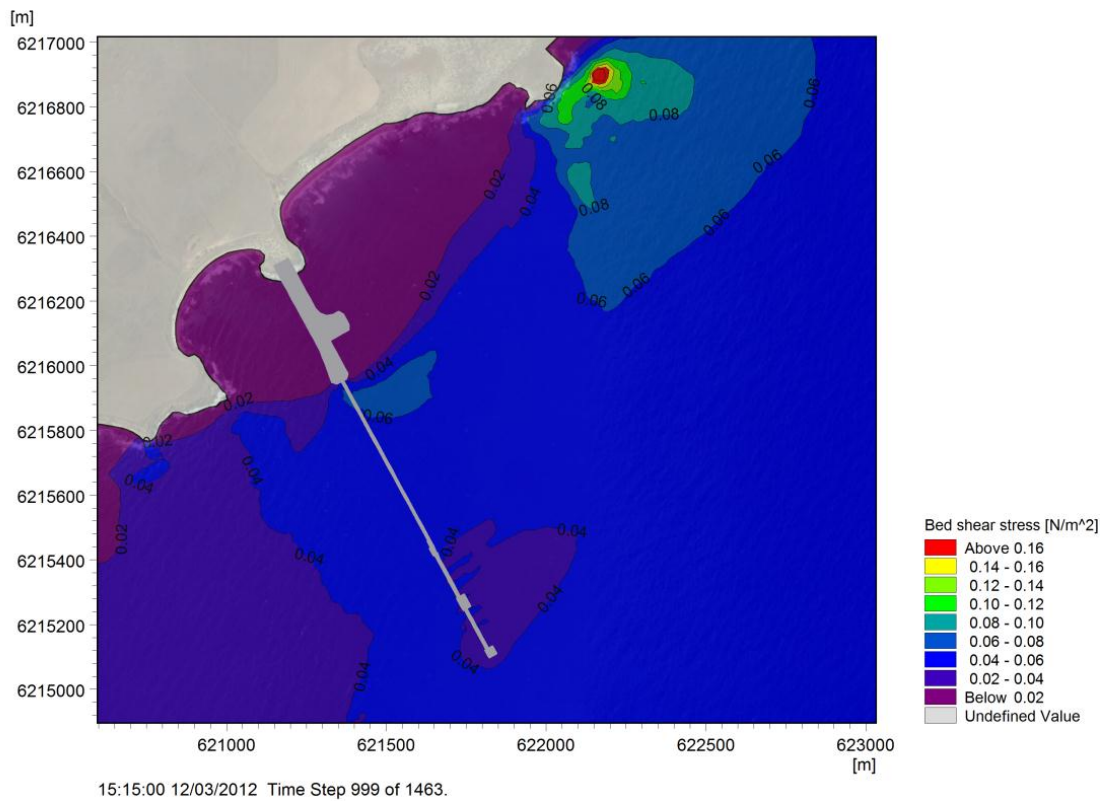 [m]
6217000
6216800
6216600
6216400
6216200
6216000
6215800
6215600
6215400
6215200
6215000
0.06
0.08
0.08
0.06
0.02
0.04
0.06
0.08
0.06
0.06
0.06
0.02
0.04
0.02
0.06
0.02
0.04
0.04
0.02
0.04
0.04
0.04
0.04
0.04
0.04
621000
621500
622000
622500
623000
[m]
Bed shear stress [N/m^2]
Above 0.16
0.14 - 0.16
0.12 - 0.14
0.10 - 0.12
0.08 - 0.10
0.06 - 0.08
0.04 - 0.06
0.02 - 0.04
Below 0.02
Undefined Value
15:15:00 12/03/2012 Time Step 999 of 1463.